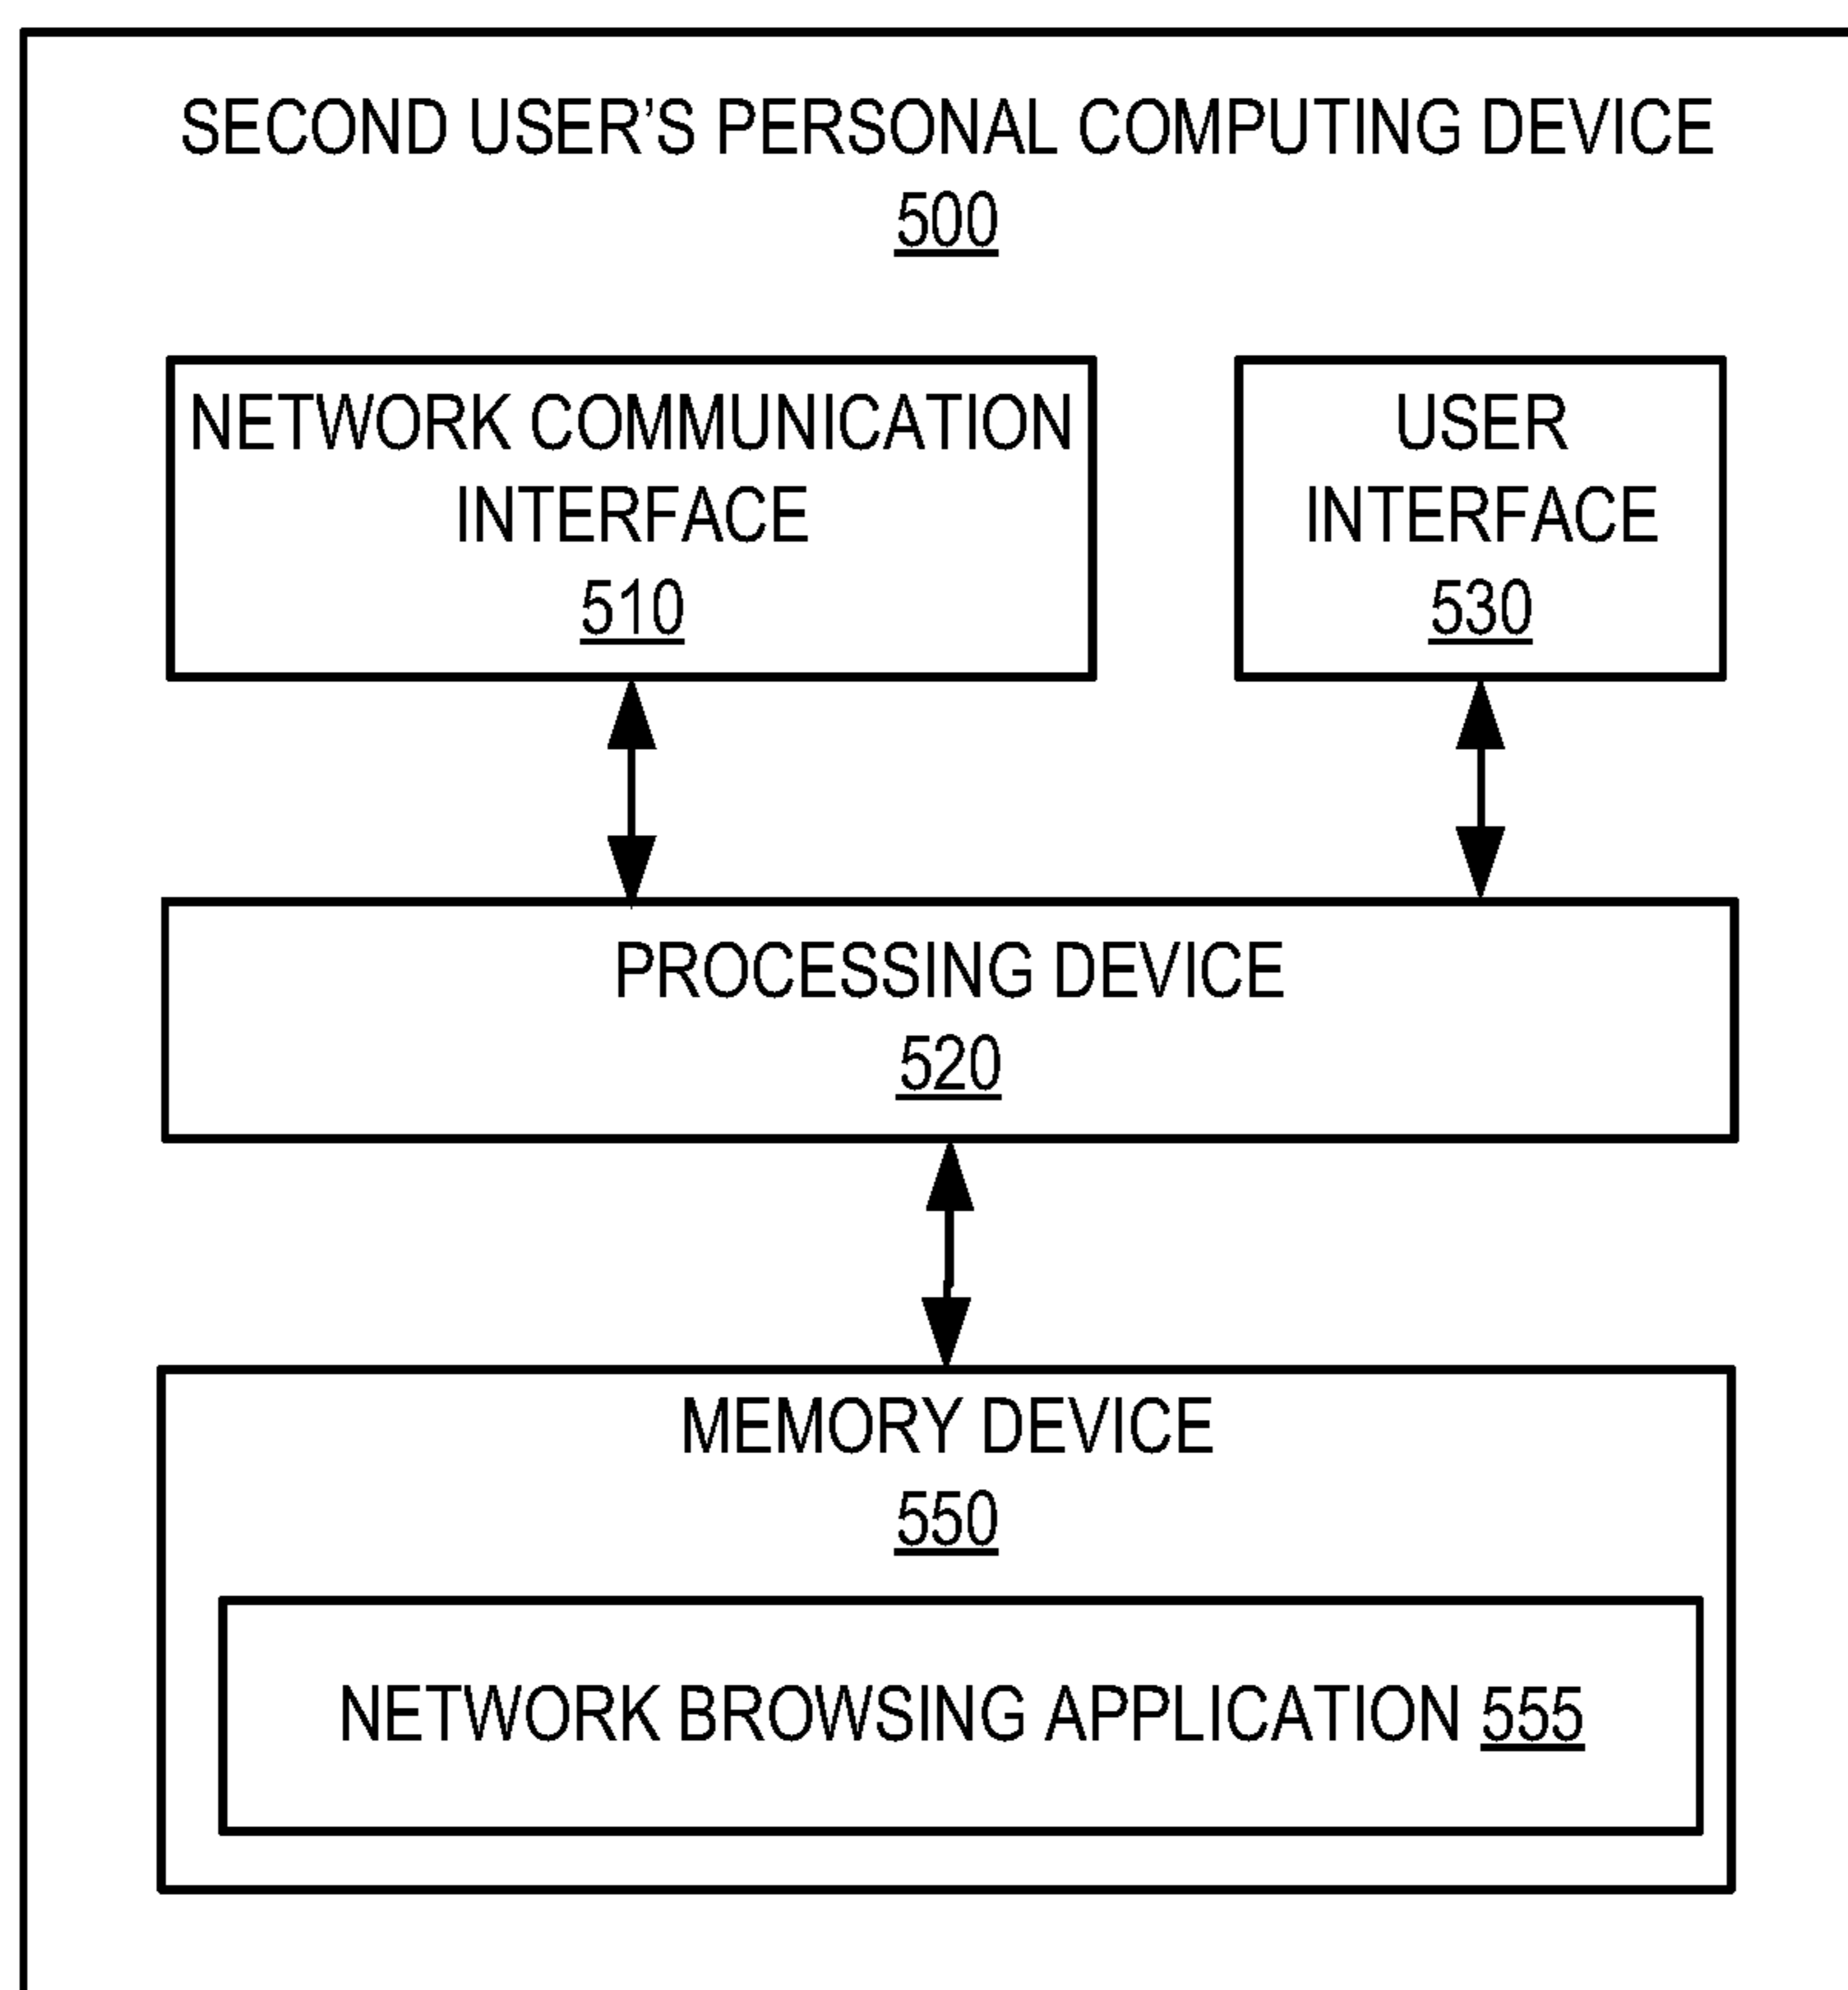 SECOND USER’S PERSONAL COMPUTING DEVICE
500
NETWORK COMMUNICATION
INTERFACE
510
USER
INTERFACE
530
PROCESSING DEVICE
520
MEMORY DEVICE
550
NETWORK BROWSING APPLICATION 555